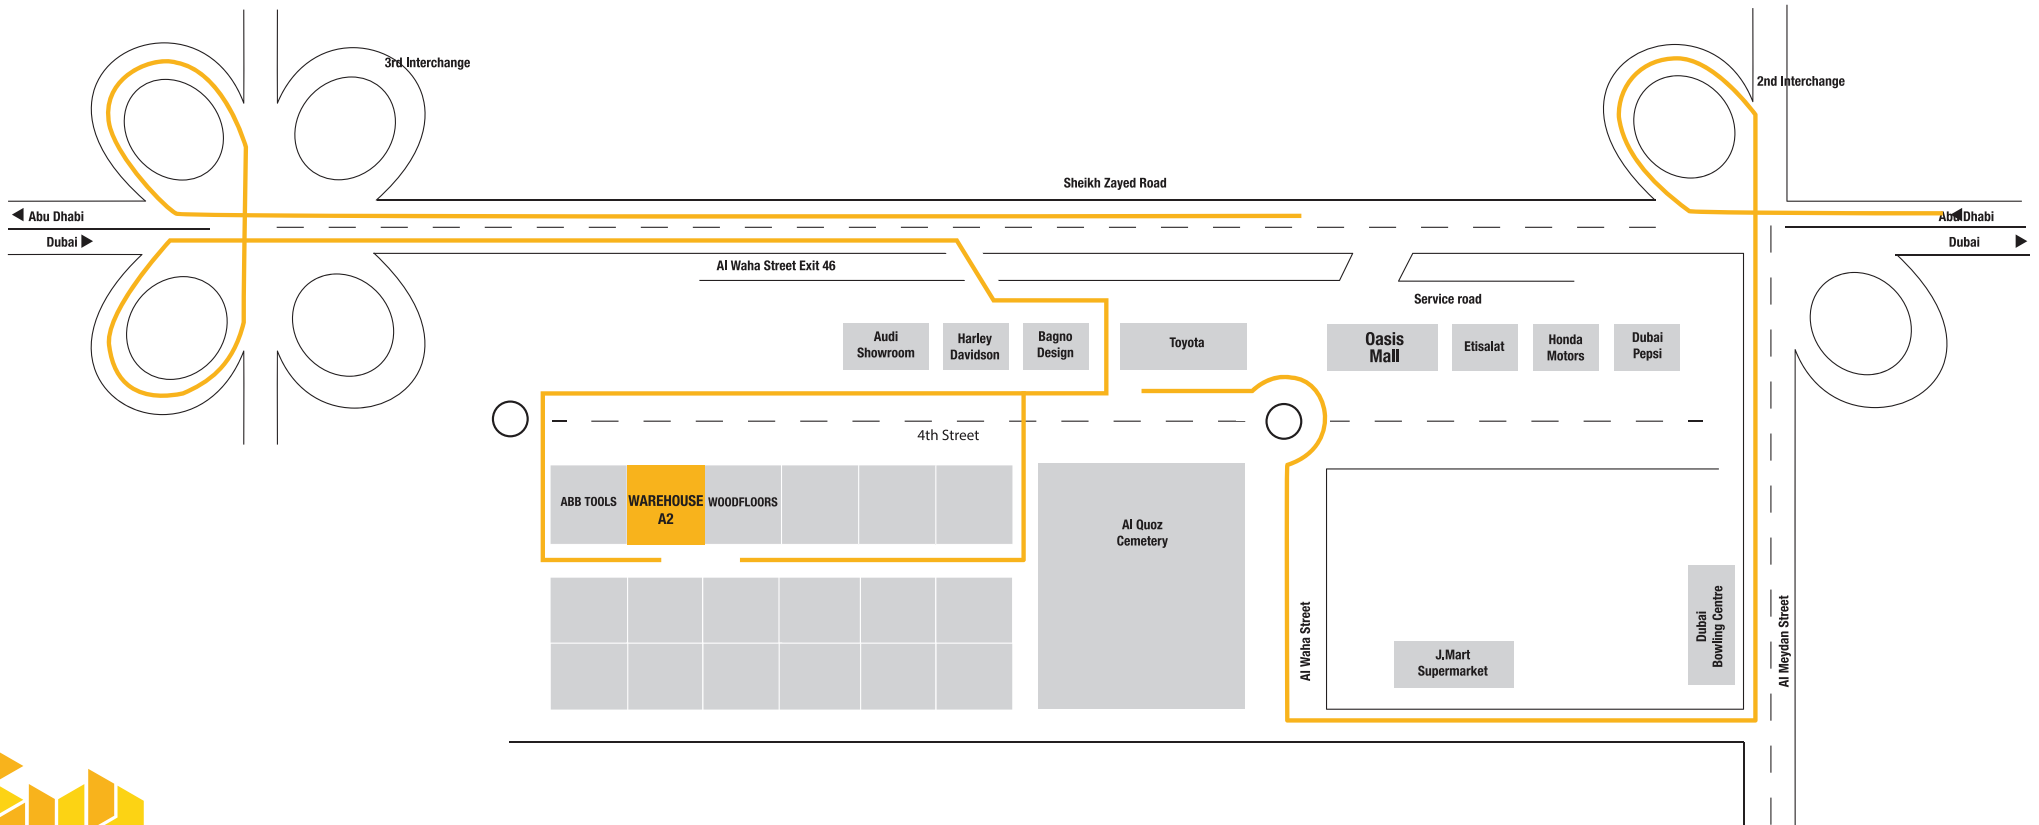 3rd Interchange
2nd Interchange
Sheikh Zayed Road
Abu Dhabi
Dubai
Abu Dhabi
Dubai
Al Waha Street Exit 46
Service road
Audi
Showroom
Harley
Davidson
Bagno
Design
Toyota
Oasis
Mall
Etisalat
Honda
Motors
Dubai
Pepsi
4th Street
ABB TOOLS
WAREHOUSE
A2
WOODFLOORS
Al Quoz
Cemetery
Al Waha Street
J.Mart
Supermarket
Dubai
Bowling Centre
Al Meydan Street